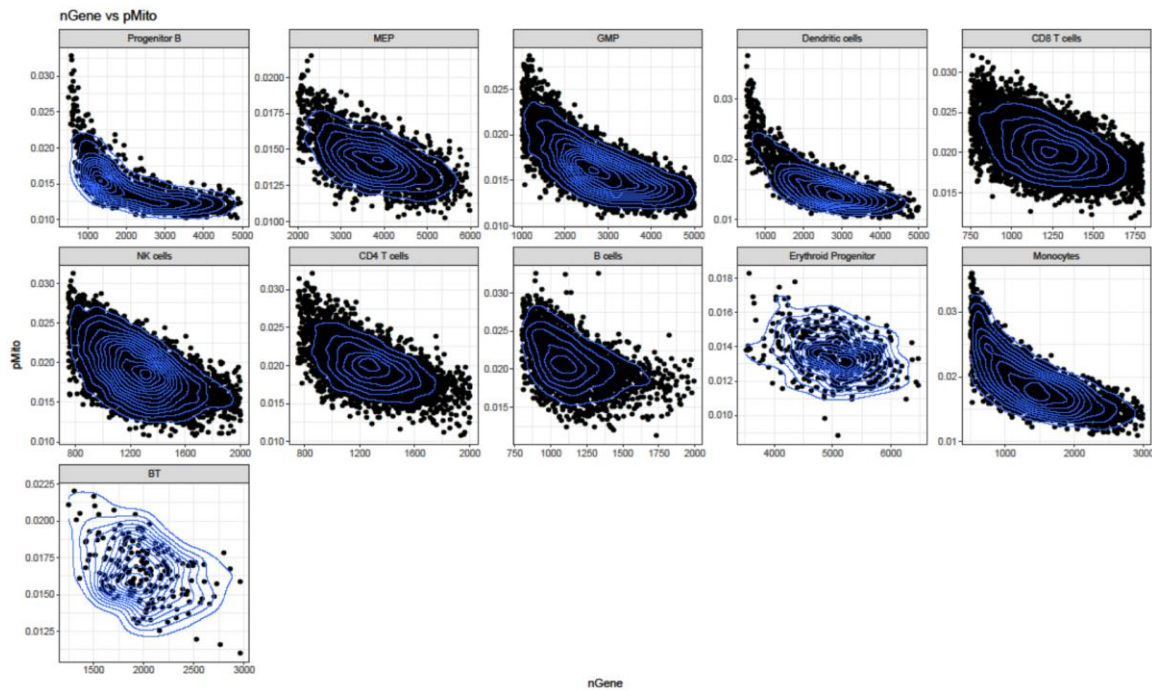 nGene vs pMito
Progenitor B
MEP
GMP
Dendritic cells
CD8 T cells
0.030
0.025
0.020
0.015
0.010
1000 2000 3000 4000 5000
0.0200
0.0175
0.0150
0.0125
0.0100
2000 3000 4000 5000 6000
0.025
0.020
0.015
1000 2000 3000 4000 5000
0.03
0.02
0.01
1000 2000 3000 4000 5000
0.030
0.025
0.020
0.015
750 1000 1250 1500 1750
NK cells
CD4 T cells
B cells
Erythroid Progenitor
Monocytes
0.030
0.025
0.020
0.015
0.010
800 1200 1600 2000
0.030
0.025
0.020
0.015
0.010
800 1200 1600 2000
0.030
0.025
0.020
0.015
750 1000 1250 1500 1750 2000
0.018
0.016
0.014
0.012
0.010
4000 5000 6000
0.03
0.02
0.01
1000 2000 3000
pMito
BT
0.0225
0.0200
0.0175
0.0150
0.0125
1500 2000 2500 3000
nGene